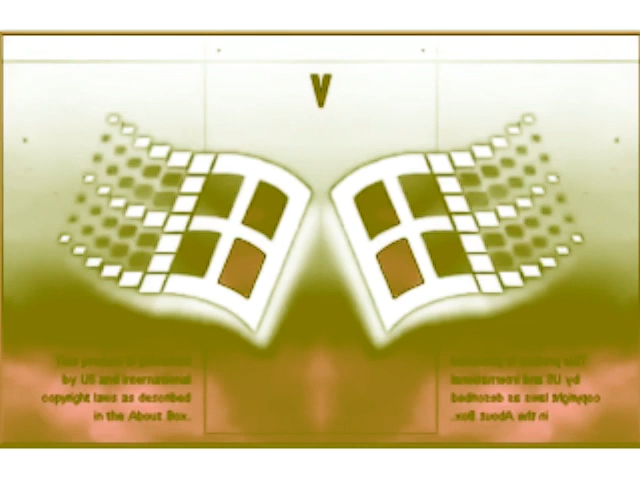 V
This product is protected
by US and international
copyright laws as described
in the About Box.